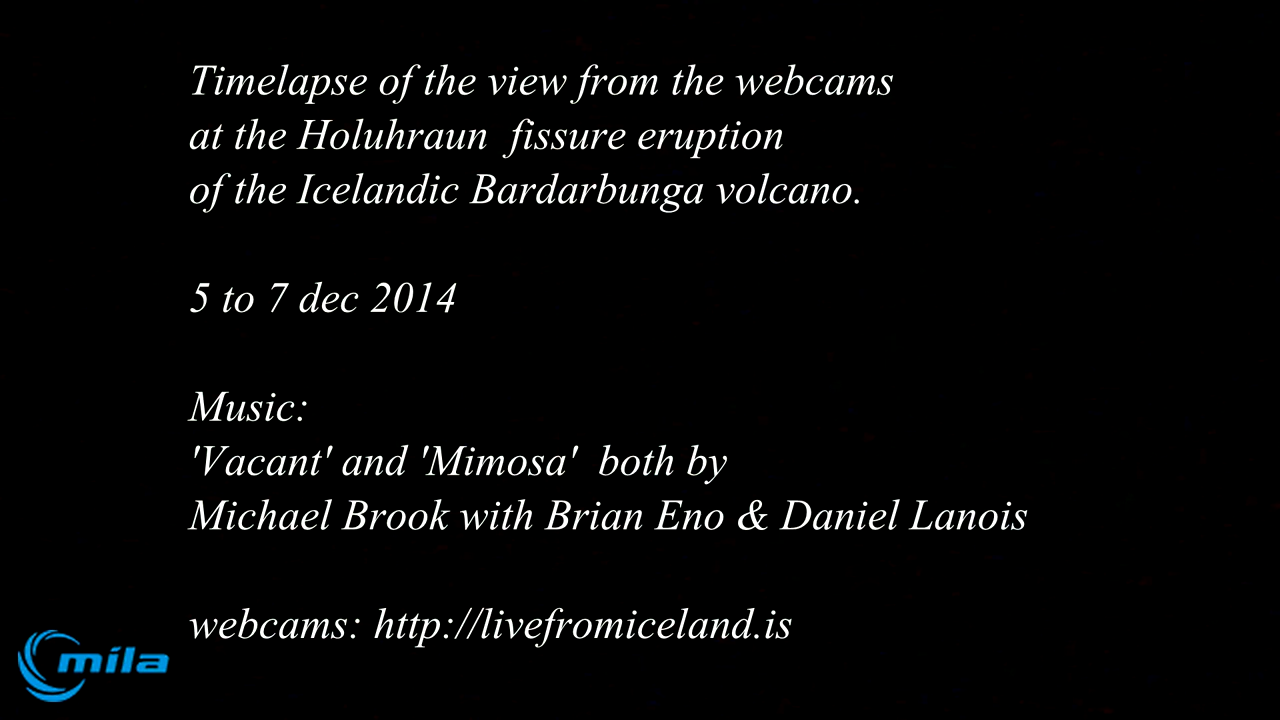 Timelapse of the view from the webcams
at the Holuhraun fissure eruption
of the Icelandic Bardarbunga volcano.
5 to 7 dec 2014
Music:
'Vacant' and 'Mimosa' both by
Michael Brook with Brian Eno & Daniel Lanois
webcams: http://livefromiceland.is
míla